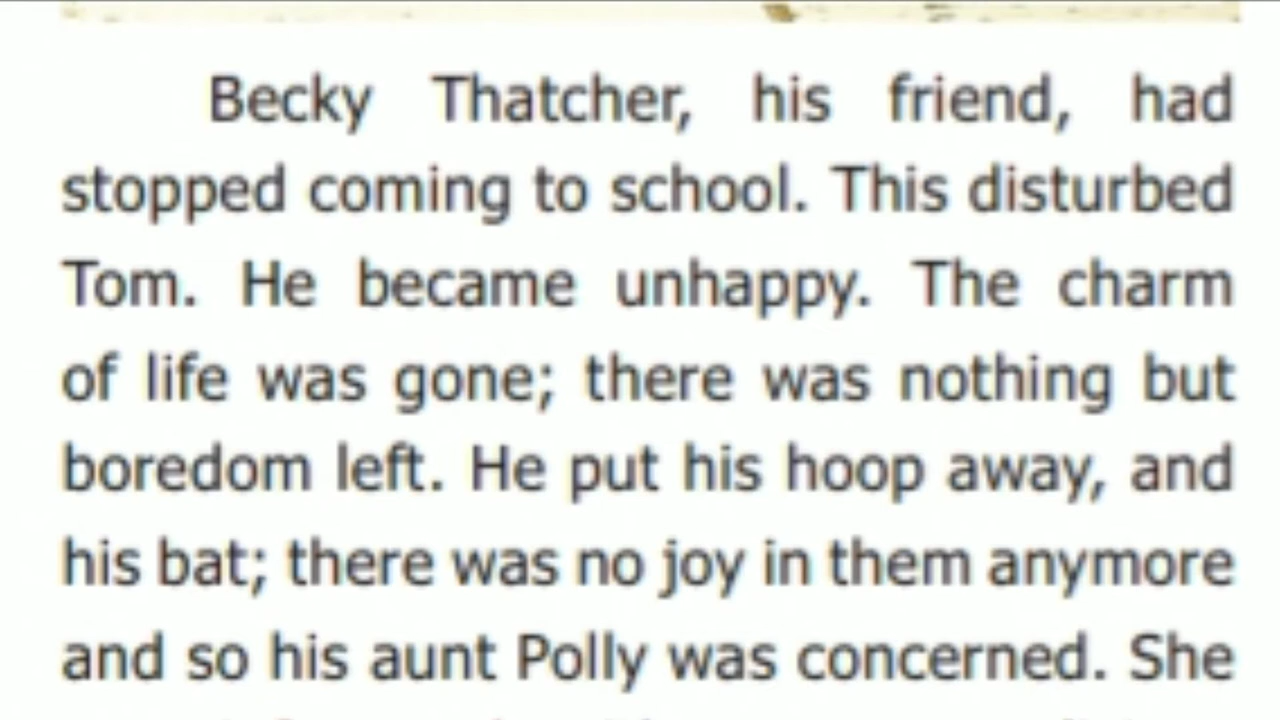 Becky Thatcher, his friend, had
stopped coming to school. This disturbed
Tom. He became unhappy. The charm
of life was gone; there was nothing but
boredom left. He put his hoop away, and
his bat; there was no joy in them anymore
and so his aunt Polly was concerned. She